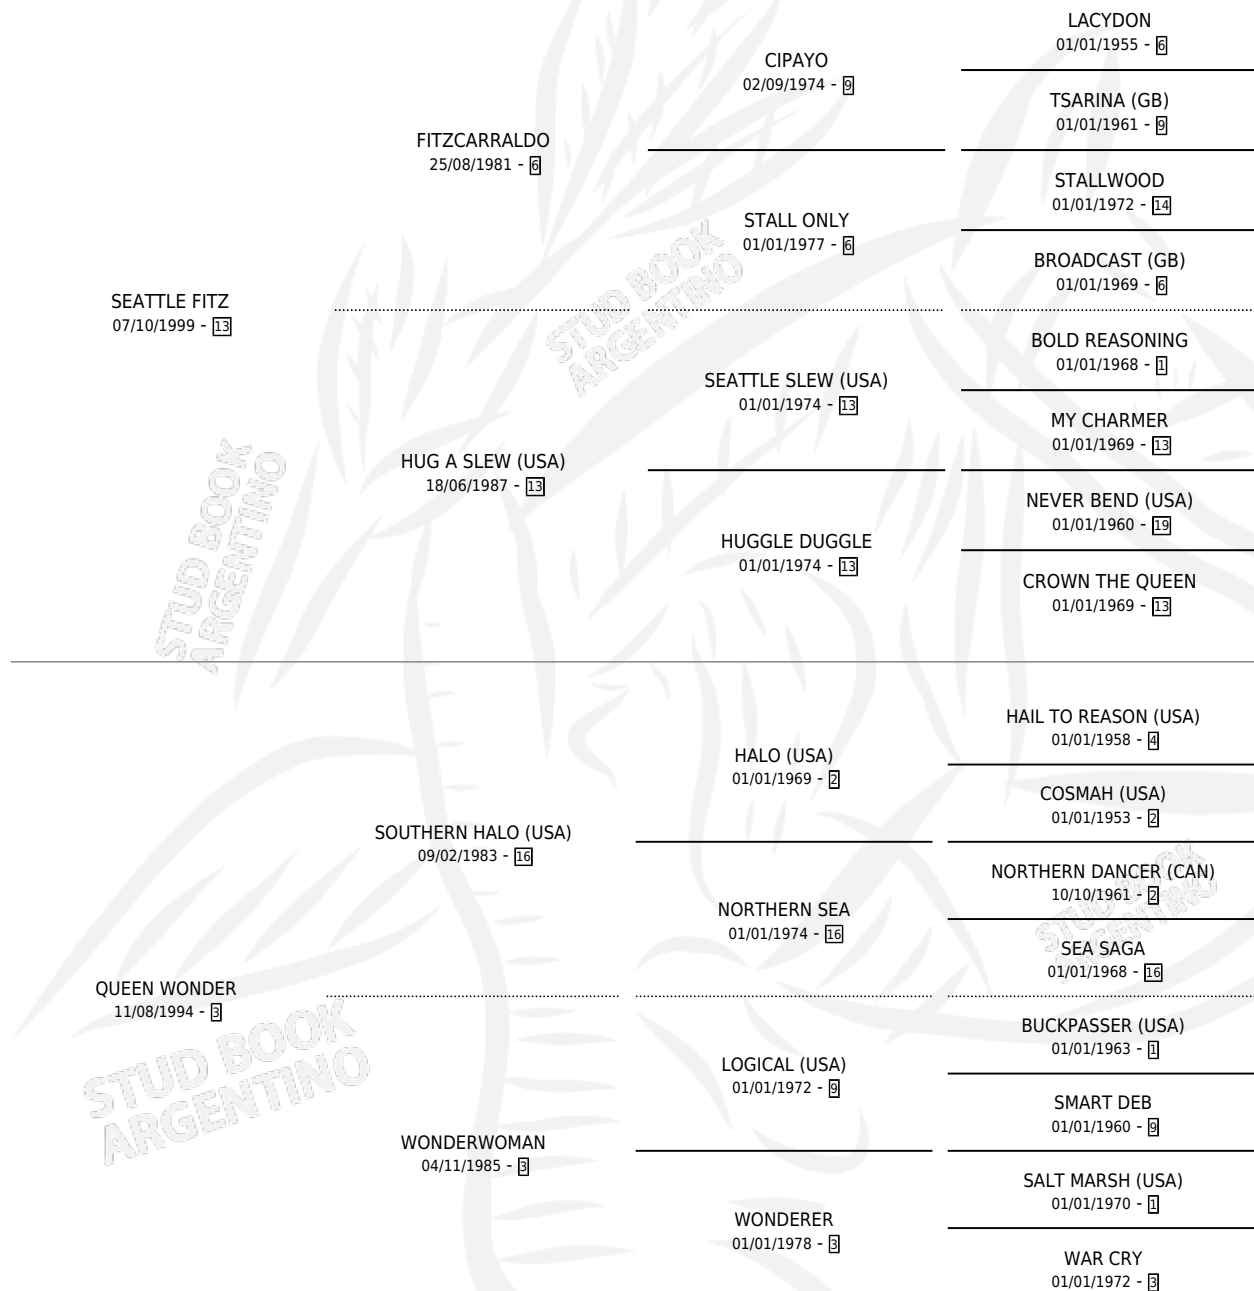 LACYDON
01/01/1955 - 6
CIPAYO
02/09/1974 - 9
TSARINA (GB)
01/01/1961 - 9
FITZCARRALDO
25/08/1981 - 6
STALLWOOD
01/01/1972 - 14
STALL ONLY
01/01/1977 - 6
BROADCAST (GB)
01/01/1969 - 6
SEATTLE FITZ
07/10/1999 - 13
BOLD REASONING
01/01/1968 - 1
SEATTLE SLEW (USA)
01/01/1974 - 13
MY CHARMER
01/01/1969 - 13
HUG A SLEW (USA)
18/06/1987 - 13
NEVER BEND (USA)
01/01/1960 - 19
HUGGLE DUGGLE
01/01/1974 - 13
CROWN THE QUEEN
01/01/1969 - 13
HAIL TO REASON (USA)
01/01/1958 - 4
HALO (USA)
01/01/1969 - 2
COSMAH (USA)
01/01/1953 - 2
SOUTHERN HALO (USA)
09/02/1983 - 16
NORTHERN DANCER (CAN)
10/10/1961 - 2
NORTHERN SEA
01/01/1974 - 16
SEA SAGA
01/01/1968 - 16
QUEEN WONDER
11/08/1994 - 3
BUCKPASSER (USA)
01/01/1963 - 1
LOGICAL (USA)
01/01/1972 - 9
SMART DEB
01/01/1960 - 9
WONDERWOMAN
04/11/1985 - 3
SALT MARSH (USA)
01/01/1970 - 1
WONDERER
01/01/1978 - 3
WAR CRY
01/01/1972 - 3
STUD BOOK
ARGENTINO
STUD BOOK
ARGENTINO
STUD BOOK
ARGENTINO
STUD BOOK
ARGENTINO